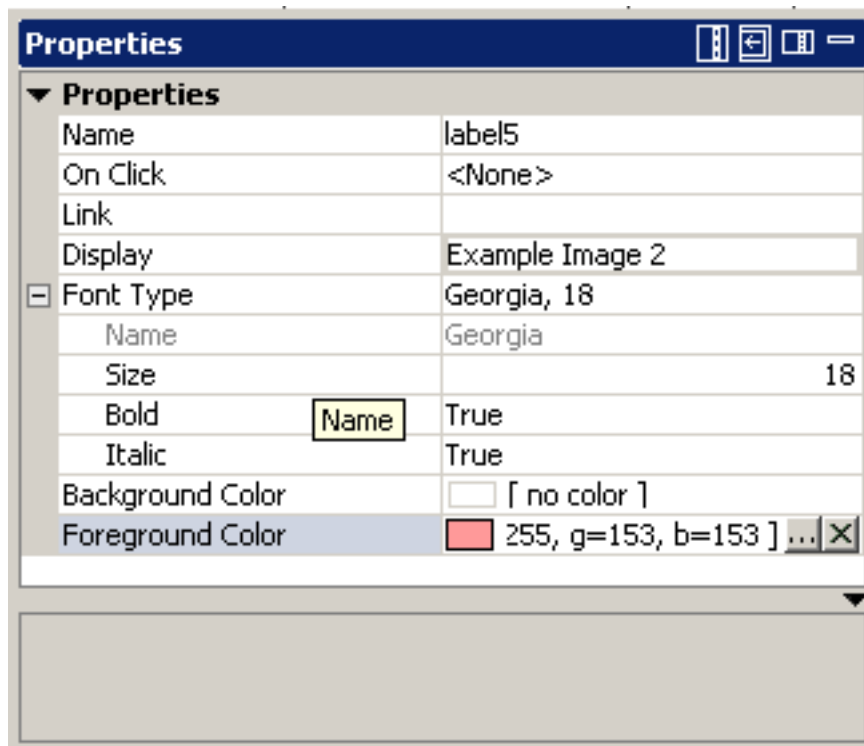 Properties
Properties
Name label5
On Click <None>
Link
Display Example Image 2
Font Type Georgia, 18
Name Georgia
Size 18
Bold Name True
Italic True
Background Color [ no color ]
Foreground Color 255, g=153, b=153 ] ...